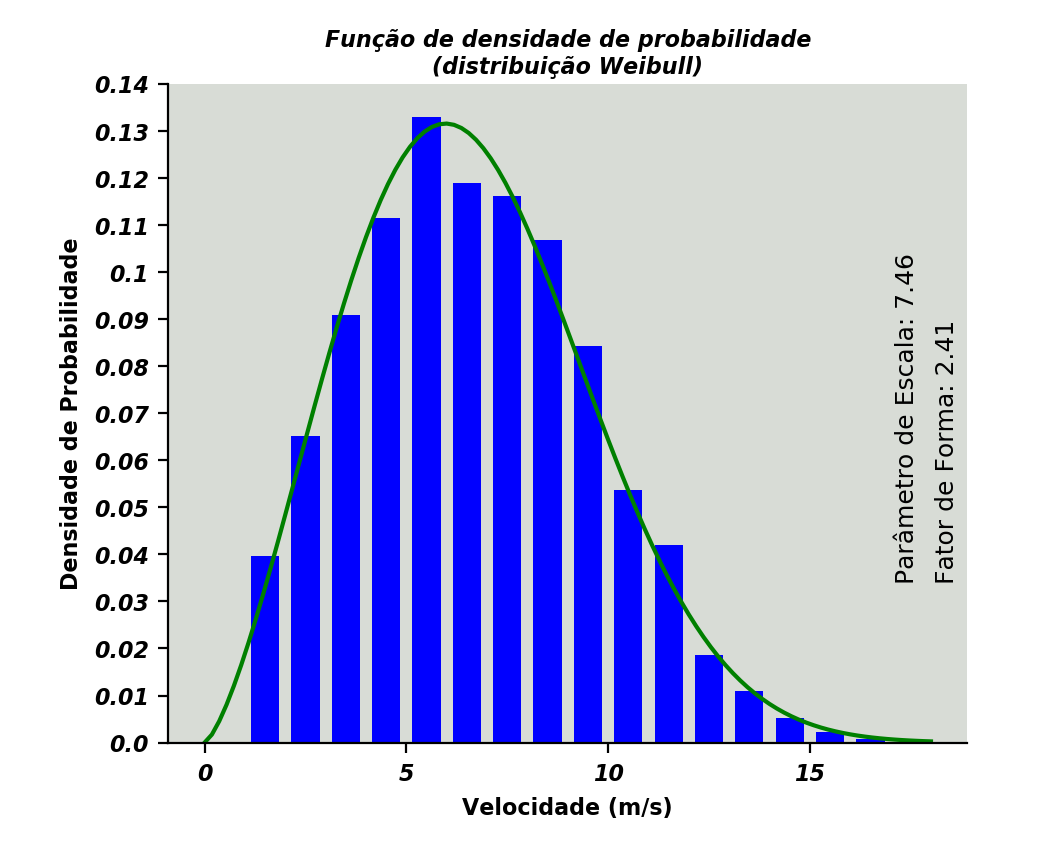 Função de densidade de probabilidade
(distribuição Weibull)
0.14
0.13
0.12
0.11
0.1
0.09
0.08
0.07
0.06
0.05
0.04
0.03
0.02
0.01
0.0
Densidade de Probabilidade
0 5 10 15
Velocidade (m/s)
Parâmetro de Escala: 7.46
Fator de Forma: 2.41